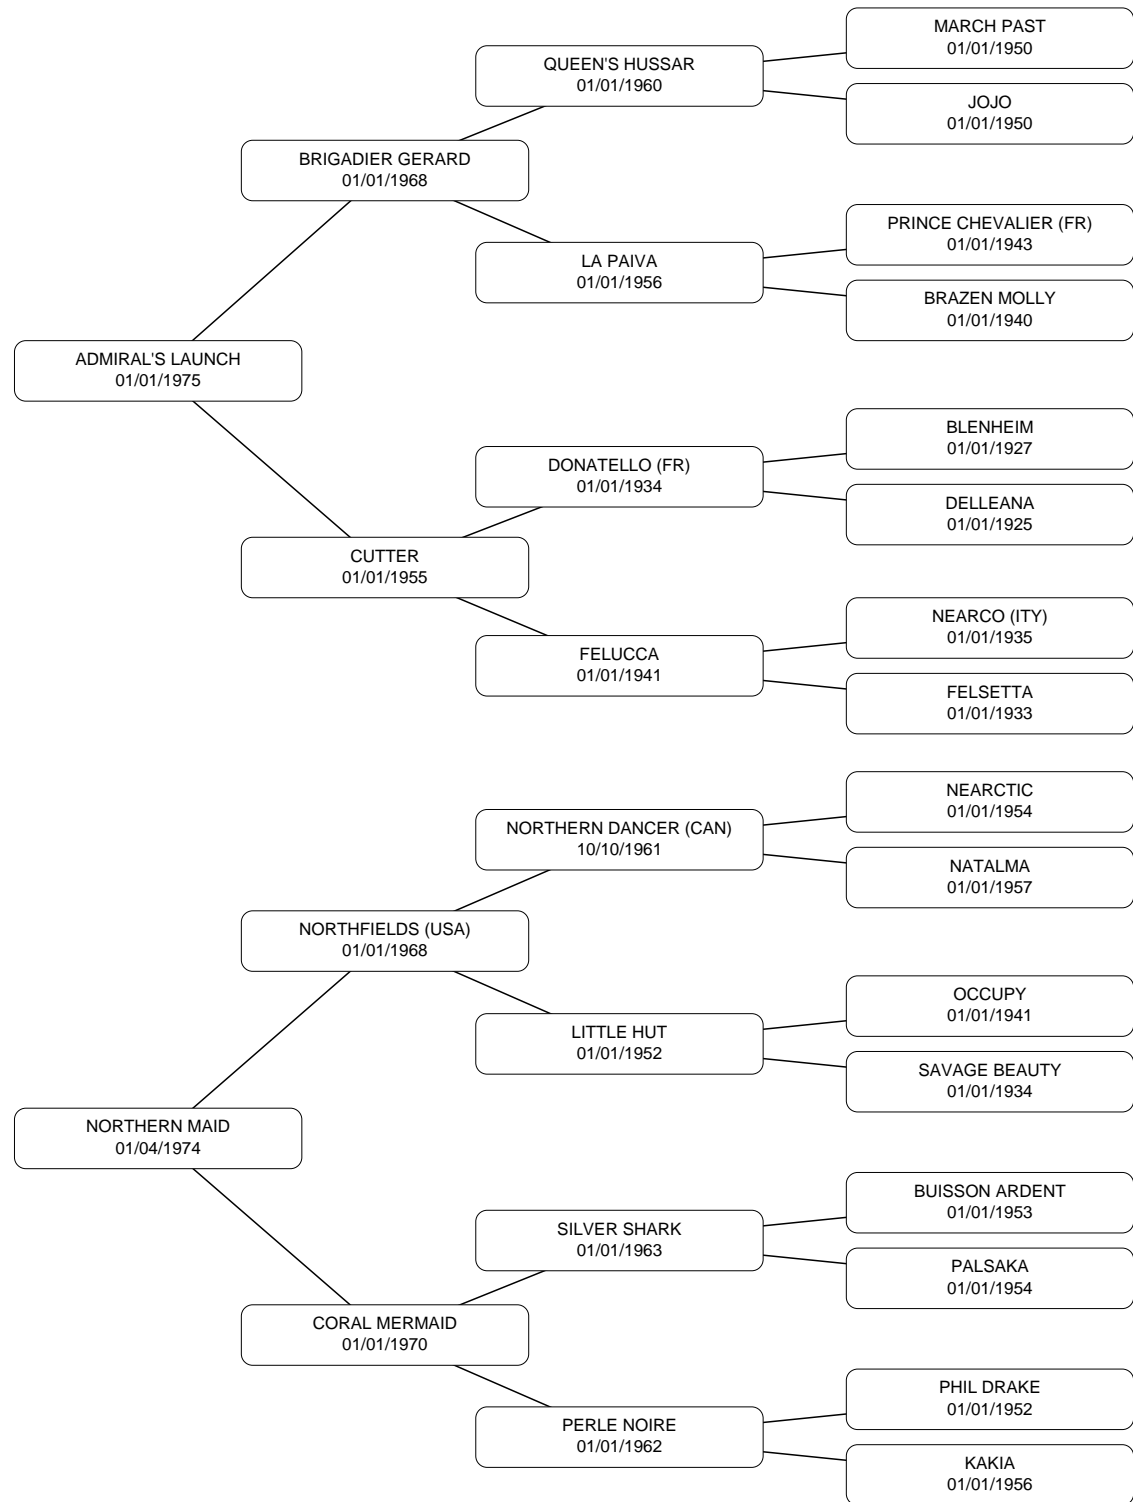 MARCH PAST
01/01/1950
QUEEN'S HUSSAR
01/01/1960
JOJO
01/01/1950
BRIGADIER GERARD
01/01/1968
PRINCE CHEVALIER (FR)
01/01/1943
LA PAIVA
01/01/1956
BRAZEN MOLLY
01/01/1940
ADMIRAL'S LAUNCH
01/01/1975
BLENHEIM
01/01/1927
DONATELLO (FR)
01/01/1934
DELLEANA
01/01/1925
CUTTER
01/01/1955
NEARCO (ITY)
01/01/1935
FELUCCA
01/01/1941
FELSETTA
01/01/1933
NEARCTIC
01/01/1954
NORTHERN DANCER (CAN)
10/10/1961
NATALMA
01/01/1957
NORTHFIELDS (USA)
01/01/1968
OCCUPY
01/01/1941
LITTLE HUT
01/01/1952
SAVAGE BEAUTY
01/01/1934
NORTHERN MAID
01/04/1974
BUISSON ARDENT
01/01/1953
SILVER SHARK
01/01/1963
PALSAKA
01/01/1954
CORAL MERMAID
01/01/1970
PHIL DRAKE
01/01/1952
PERLE NOIRE
01/01/1962
KAKIA
01/01/1956